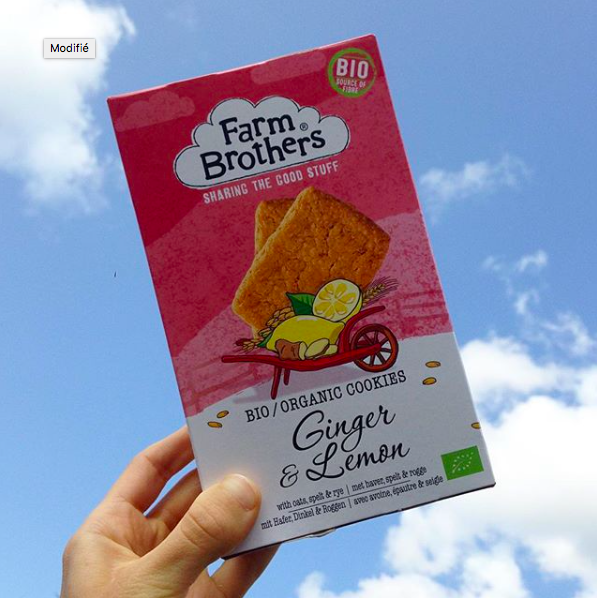 Modifié
BIO
SOURCE OF
FIBRE
Farm
Brothers®
SHARING THE GOOD STUFF
BIO / ORGANIC COOKIES
Ginger
& Lemon
with oats, spelt & rye | met haver, spelt & rogge
mit Hafer, Dinkel & Roggen | avec avoine, épautre & seigle